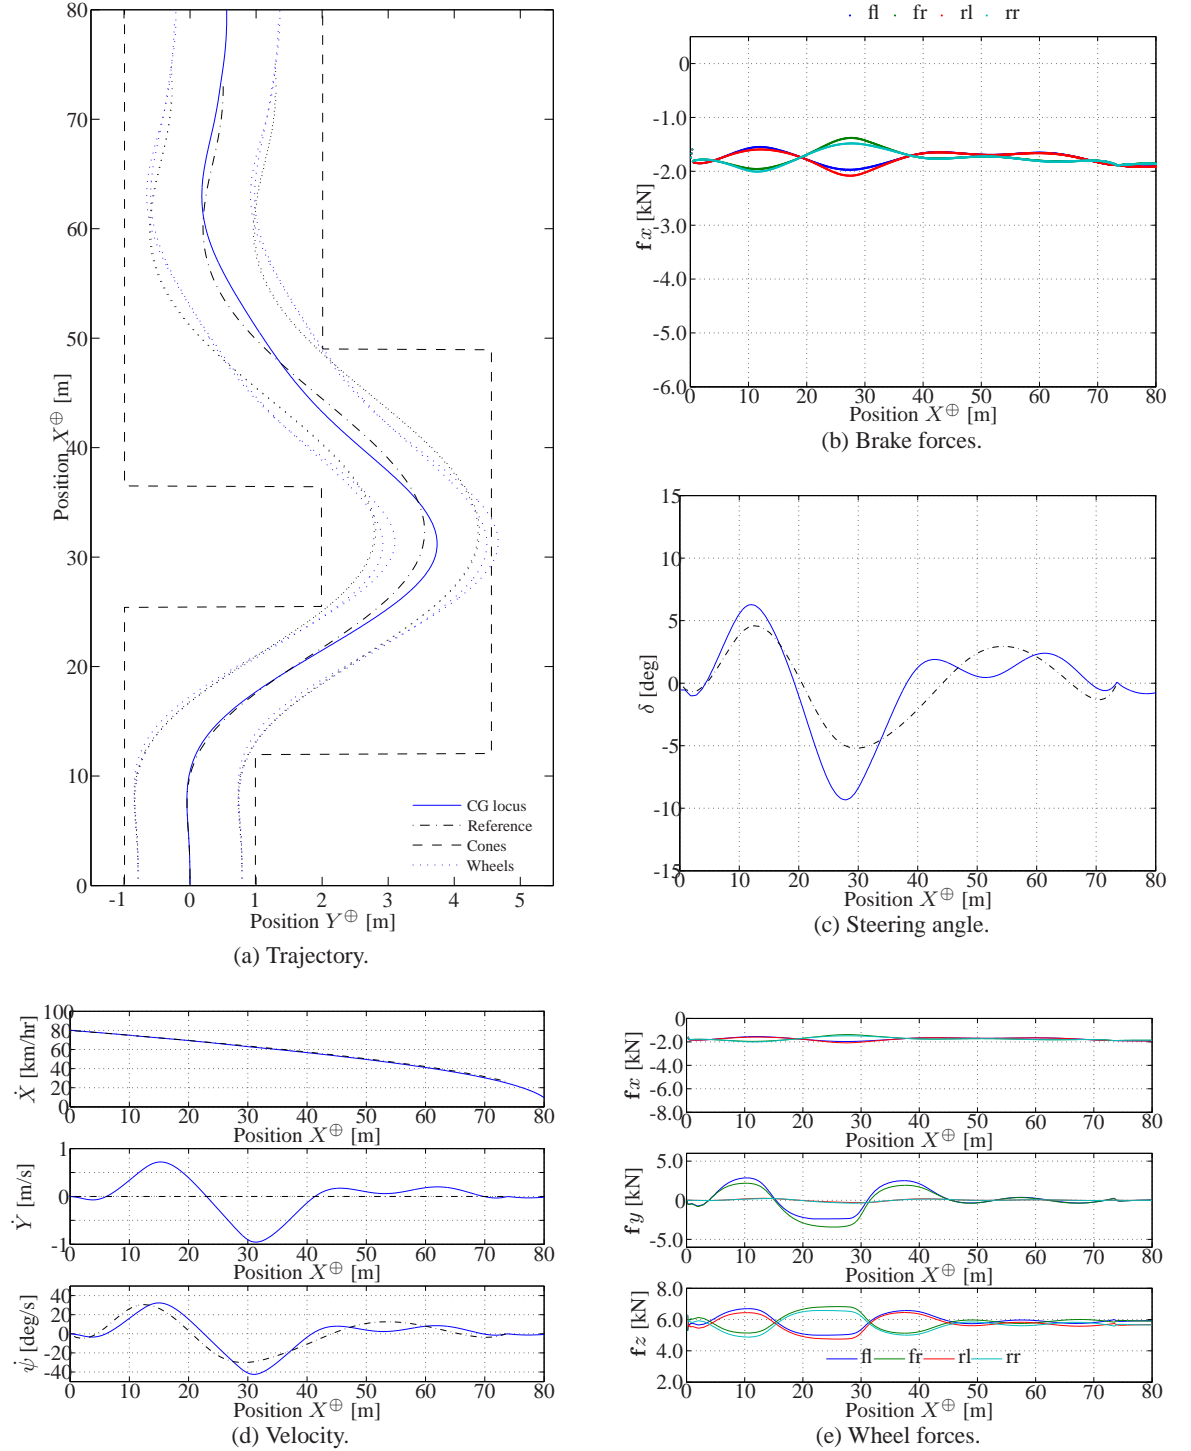 80
70
60
50
40
30
20
10
0
-1 0 1 2 3 4 5
Position X⊕ [m]
Position Y⊕ [m]
CG locus
Reference
Cones
Wheels
(a) Trajectory.
fl fr rl rr
0
-1.0
-2.0
-3.0
-4.0
-5.0
-6.0
0 10 20 30 40 50 60 70 80
fx [kN]
Position X⊕ [m]
(b) Brake forces.
15
10
5
0
-5
-10
-15
0 10 20 30 40 50 60 70 80
δ [deg]
Position X⊕ [m]
(c) Steering angle.
100
80
60
40
20
0
0 10 20 30 40 50 60 70 80
Ẋ [km/hr]
Position X⊕ [m]
1
0
-1
0 10 20 30 40 50 60 70 80
Ẏ [m/s]
Position X⊕ [m]
40
20
0
-20
-40
0 10 20 30 40 50 60 70 80
ψ̇ [deg/s]
Position X⊕ [m]
(d) Velocity.
0
-2.0
-4.0
-6.0
-8.0
0 10 20 30 40 50 60 70 80
fx [kN]
Position X⊕ [m]
5.0
0
-5.0
0 10 20 30 40 50 60 70 80
fy [kN]
Position X⊕ [m]
8.0
6.0
4.0
2.0
fl fr rl rr
0 10 20 30 40 50 60 70 80
fz [kN]
Position X⊕ [m]
(e) Wheel forces.